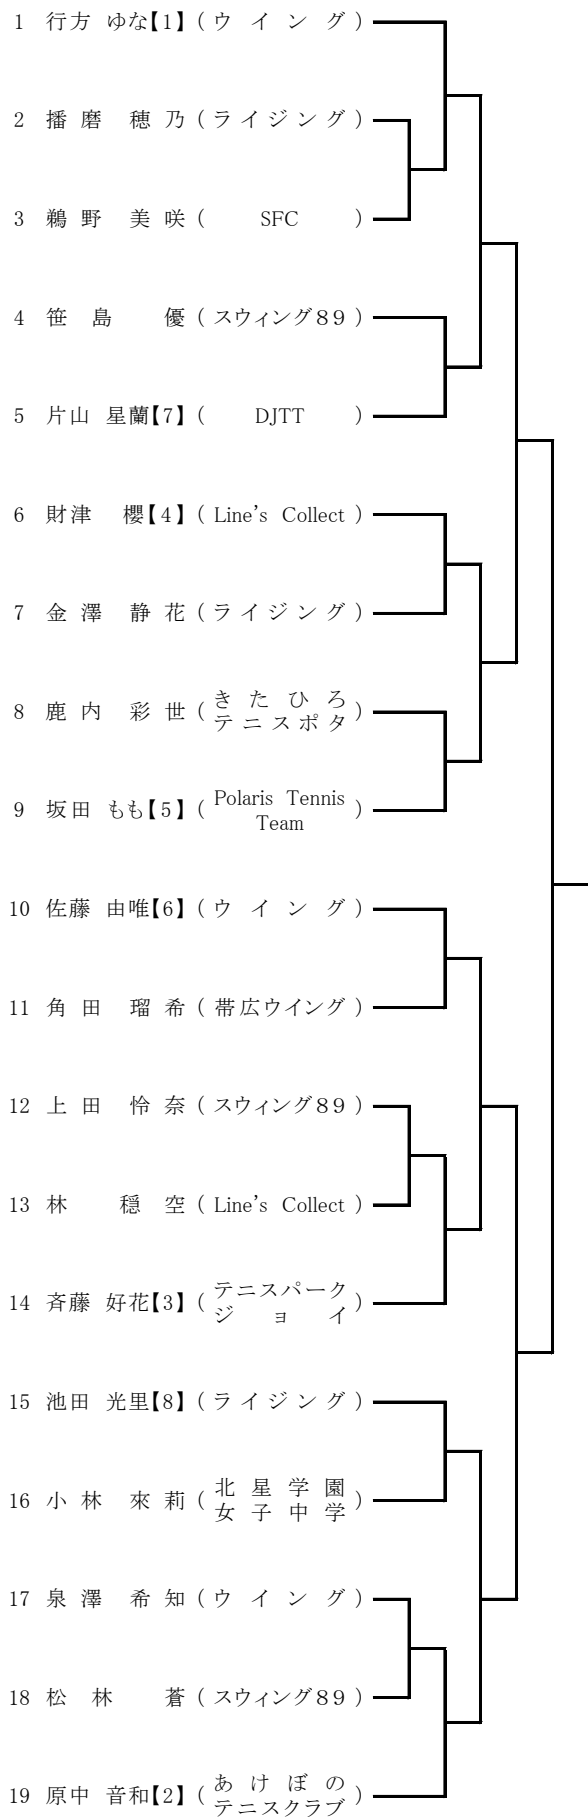 1 行方 ゆな【1】 ( ウイング )
2 播磨 穂乃 ( ライジング )
3 鵜野 美咲 ( SFC )
4 笹島 優 ( スウィング89 )
5 片山 星蘭【7】 ( DJTT )
6 財津 櫻【4】 ( Line's Collect )
7 金澤 静花 ( ライジング )
8 鹿内 彩世 ( きたひろ
テニスポタ )
9 坂田 もも【5】 ( Polaris Tennis
Team )
10 佐藤 由唯【6】 ( ウイング )
11 角田 瑠希 ( 帯広ウイング )
12 上田 怜奈 ( スウィング89 )
13 林 穏空 ( Line's Collect )
14 斉藤 好花【3】 ( テニスパーク
ジョイ )
15 池田 光里【8】 ( ライジング )
16 小林 來莉 ( 北星学園
女子中学 )
17 泉澤 希知 ( ウイング )
18 松林 蒼 ( スウィング89 )
19 原中 音和【2】 ( あけぼの
テニスクラブ )